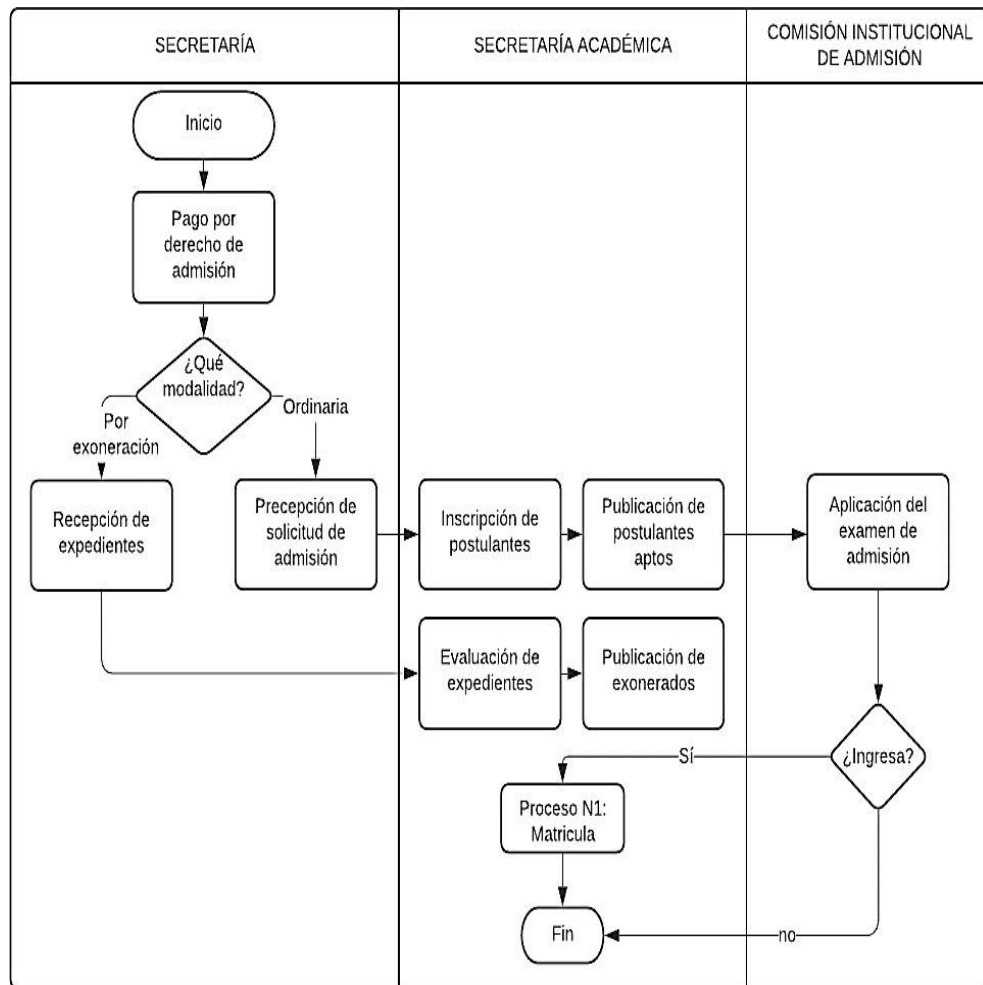 SECRETARÍA
SECRETARÍA ACADÉMICA
COMISIÓN INSTITUCIONAL
DE ADMISIÓN
Inicio
Pago por
derecho de
admisión
¿Qué
modalidad?
Por
exoneración
Ordinaria
Recepción de
expedientes
Precepción de
solicitud de
admisión
Inscripción de
postulantes
Publicación de
postulantes
aptos
Aplicación del
examen de
admisión
Evaluación de
expedientes
Publicación de
exonerados
¿Ingresa?
Sí
Proceso N1:
Matricula
Fin
no